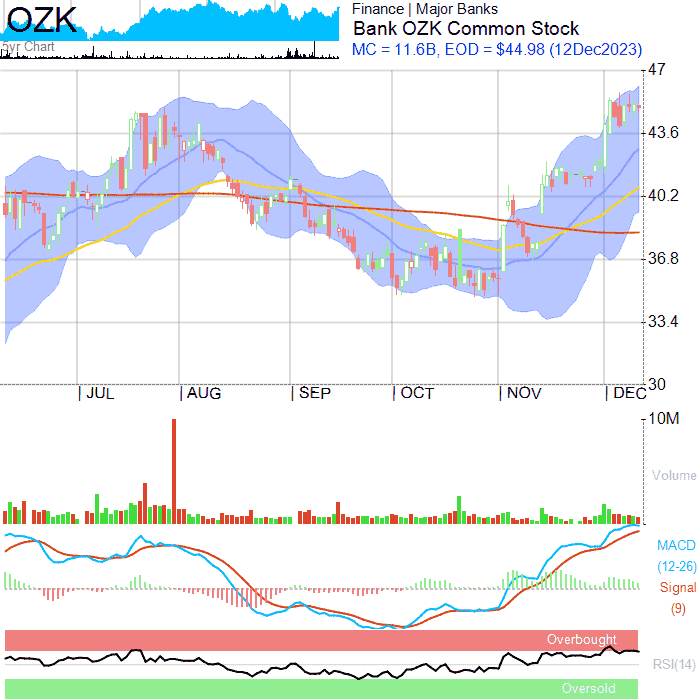 OZK
5yr Chart
Finance | Major Banks
Bank OZK Common Stock
MC = 11.6B, EOD = $44.98 (12Dec2023)
47
43.6
40.2
36.8
33.4
30
| JUL | AUG | SEP | OCT | NOV | DEC
10M
Volume
MACD
(12-26)
Signal
(9)
Overbought
RSI(14)
Oversold